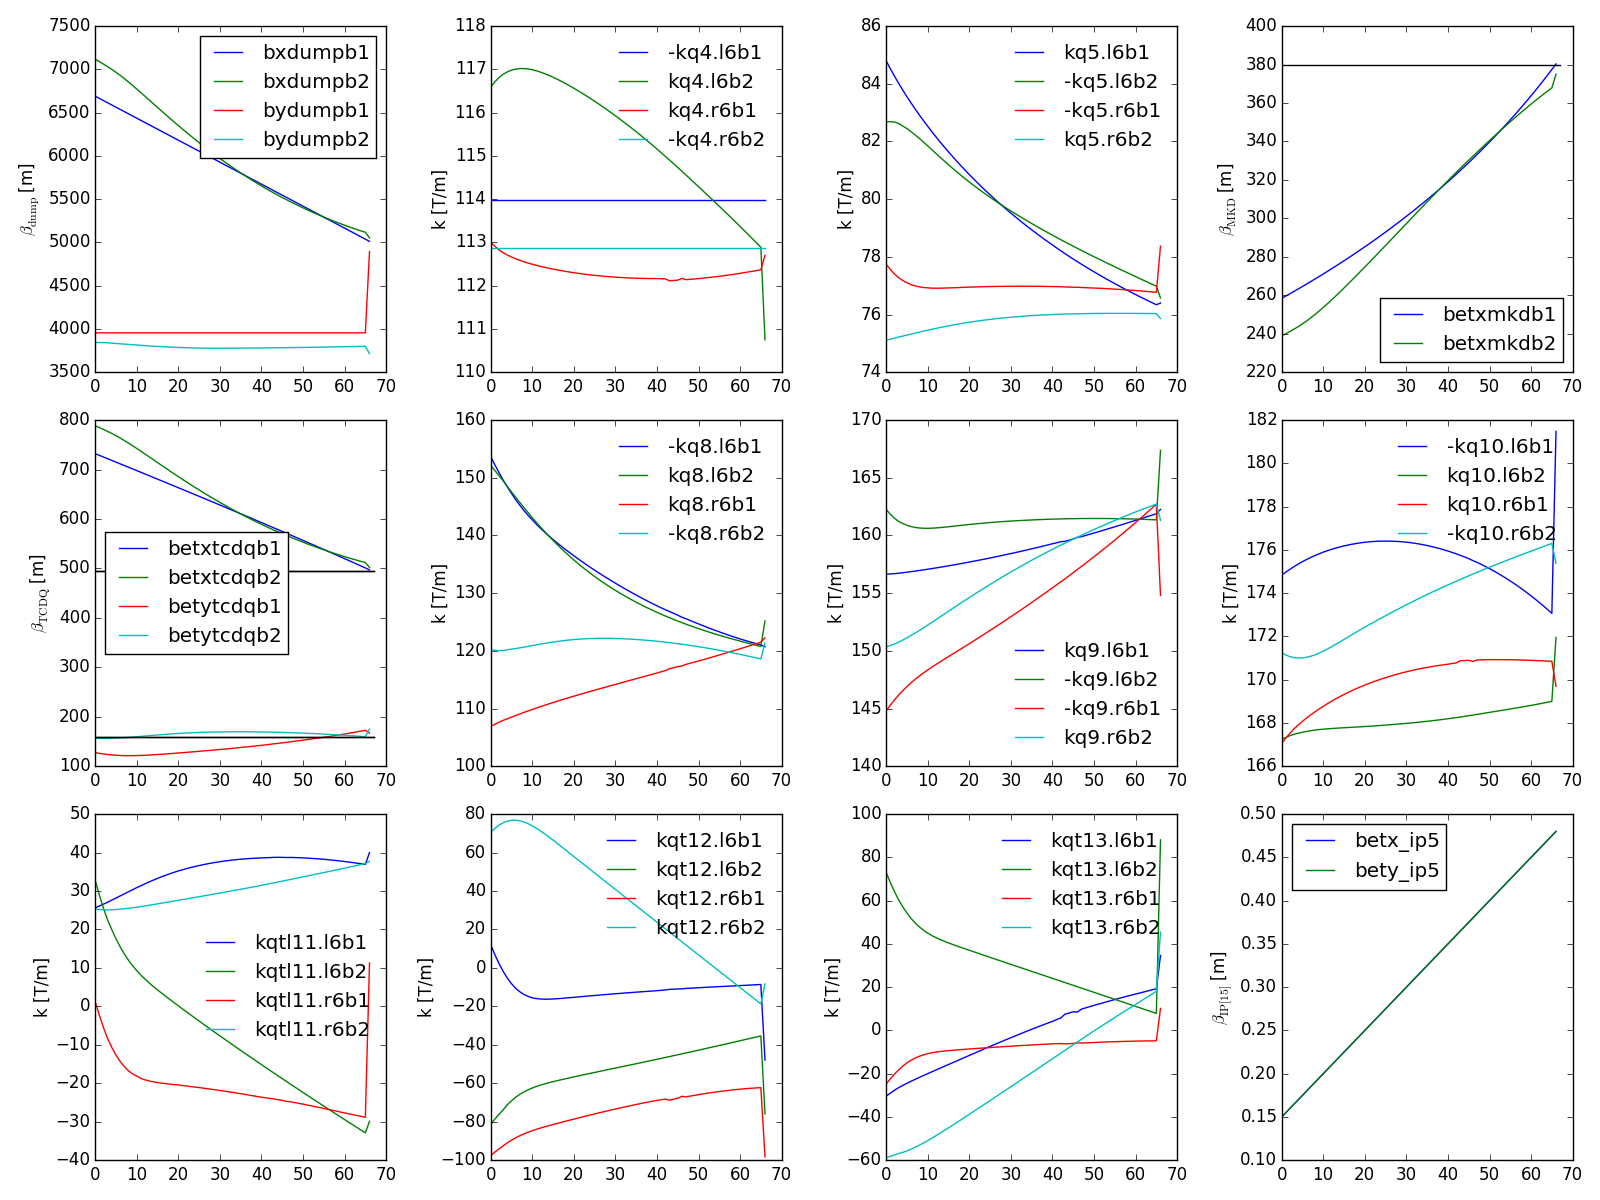 7500
7000
6500
6000
5500
5000
4500
4000
3500
0 10 20 30 40 50 60 70
β_dump [m]
bxdumpb1
bxdumpb2
bydumpb1
bydumpb2
118
117
116
115
114
113
112
111
110
0 10 20 30 40 50 60 70
k [T/m]
-kq4.l6b1
kq4.l6b2
kq4.r6b1
-kq4.r6b2
86
84
82
80
78
76
74
0 10 20 30 40 50 60 70
k [T/m]
kq5.l6b1
-kq5.l6b2
-kq5.r6b1
kq5.r6b2
400
380
360
340
320
300
280
260
240
220
0 10 20 30 40 50 60 70
β_MKD [m]
betxmkdb1
betxmkdb2
800
700
600
500
400
300
200
100
0 10 20 30 40 50 60 70
β_TCDQ [m]
betxtcdqb1
betxtcdqb2
betytcdqb1
betytcdqb2
160
150
140
130
120
110
100
0 10 20 30 40 50 60 70
k [T/m]
-kq8.l6b1
kq8.l6b2
kq8.r6b1
-kq8.r6b2
170
165
160
155
150
145
140
0 10 20 30 40 50 60 70
k [T/m]
kq9.l6b1
-kq9.l6b2
-kq9.r6b1
kq9.r6b2
182
180
178
176
174
172
170
168
166
0 10 20 30 40 50 60 70
k [T/m]
-kq10.l6b1
kq10.l6b2
kq10.r6b1
-kq10.r6b2
50
40
30
20
10
0
−10
−20
−30
−40
0 10 20 30 40 50 60 70
k [T/m]
kqtl11.l6b1
kqtl11.l6b2
kqtl11.r6b1
kqtl11.r6b2
80
60
40
20
0
−20
−40
−60
−80
−100
0 10 20 30 40 50 60 70
k [T/m]
kqt12.l6b1
kqt12.l6b2
kqt12.r6b1
kqt12.r6b2
100
80
60
40
20
0
−20
−40
−60
0 10 20 30 40 50 60 70
k [T/m]
kqt13.l6b1
kqt13.l6b2
kqt13.r6b1
kqt13.r6b2
0.50
0.45
0.40
0.35
0.30
0.25
0.20
0.15
0.10
0 10 20 30 40 50 60 70
β_IP[15] [m]
betx_ip5
bety_ip5